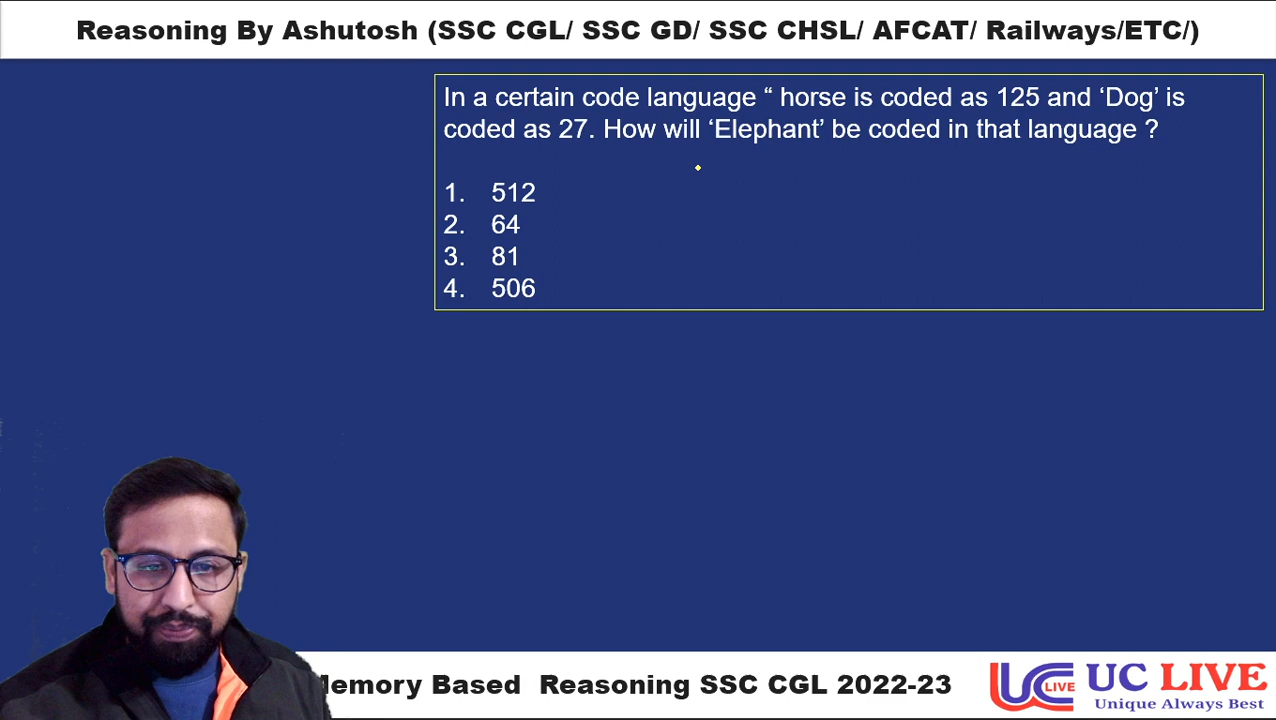 Reasoning By Ashutosh (SSC CGL/ SSC GD/ SSC CHSL/ AFCAT/ Railways/ETC/)
In a certain code language “ horse is coded as 125 and ‘Dog’ is
coded as 27. How will ‘Elephant’ be coded in that language ?
1. 512
2. 64
3. 81
4. 506
Memory Based Reasoning SSC CGL 2022-23
UC LIVE
UC LIVE
Unique Always Best